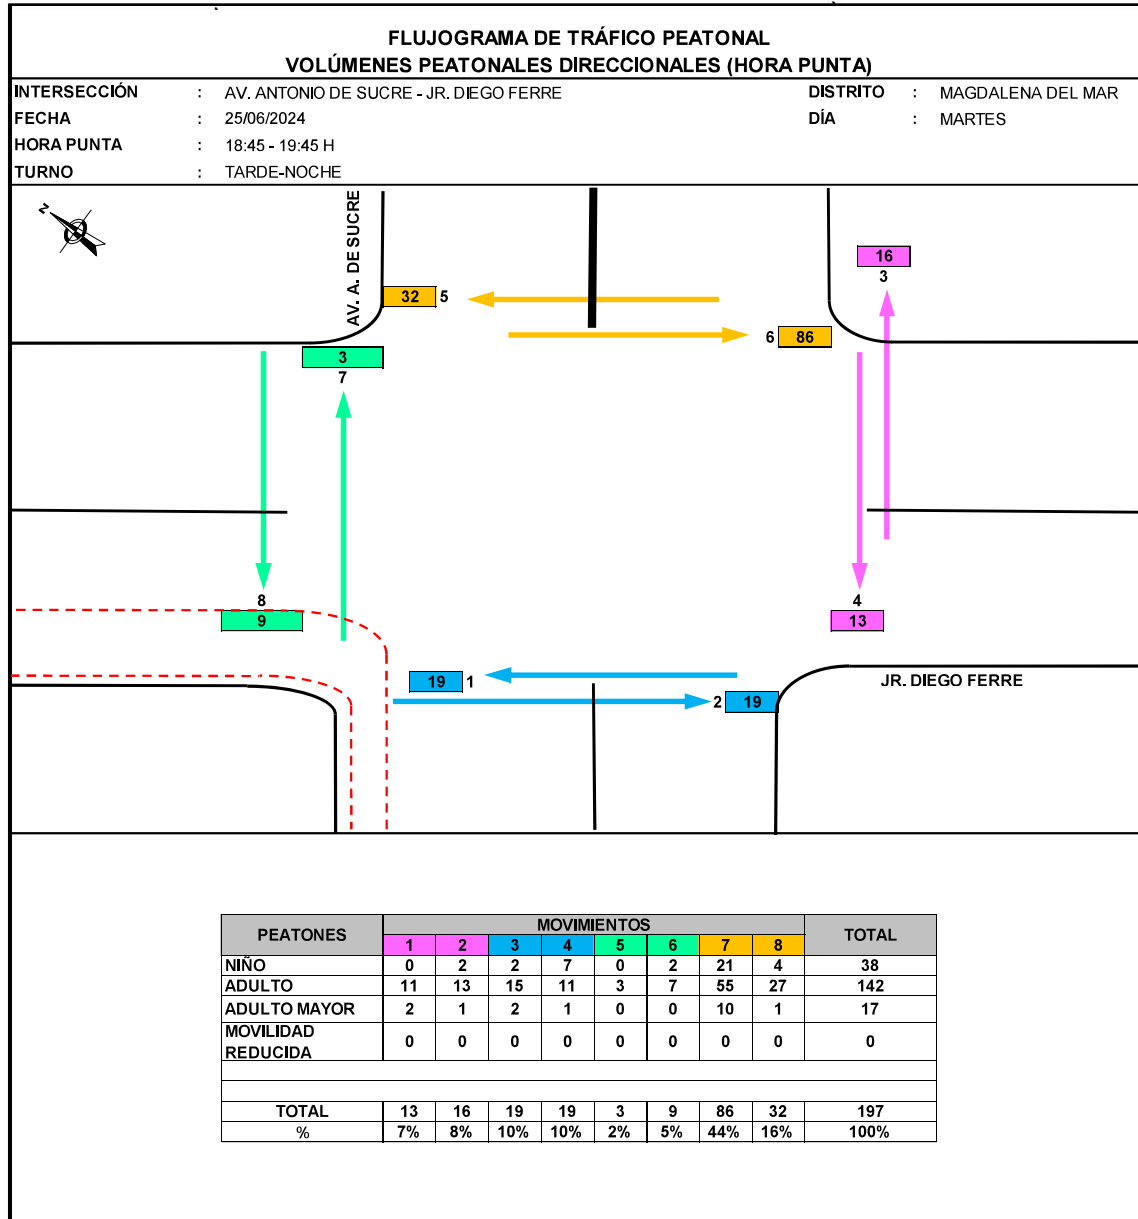 FLUJOGRAMA DE TRÁFICO PEATONAL
VOLÚMENES PEATONALES DIRECCIONALES (HORA PUNTA)
INTERSECCIÓN : AV. ANTONIO DE SUCRE - JR. DIEGO FERRE DISTRITO : MAGDALENA DEL MAR
FECHA : 25/06/2024 DÍA : MARTES
HORA PUNTA : 18:45 - 19:45 H
TURNO : TARDE-NOCHE
N
AV. A. DE SUCRE
16
3
32 5
6 86
3
7
8
9
4
13
19 1
2 19
JR. DIEGO FERRE
PEATONES MOVIMIENTOS TOTAL
1 2 3 4 5 6 7 8
NIÑO 0 2 2 7 0 2 21 4 38
ADULTO 11 13 15 11 3 7 55 27 142
ADULTO MAYOR 2 1 2 1 0 0 10 1 17
MOVILIDAD REDUCIDA 0 0 0 0 0 0 0 0 0
TOTAL 13 16 19 19 3 9 86 32 197
% 7% 8% 10% 10% 2% 5% 44% 16% 100%